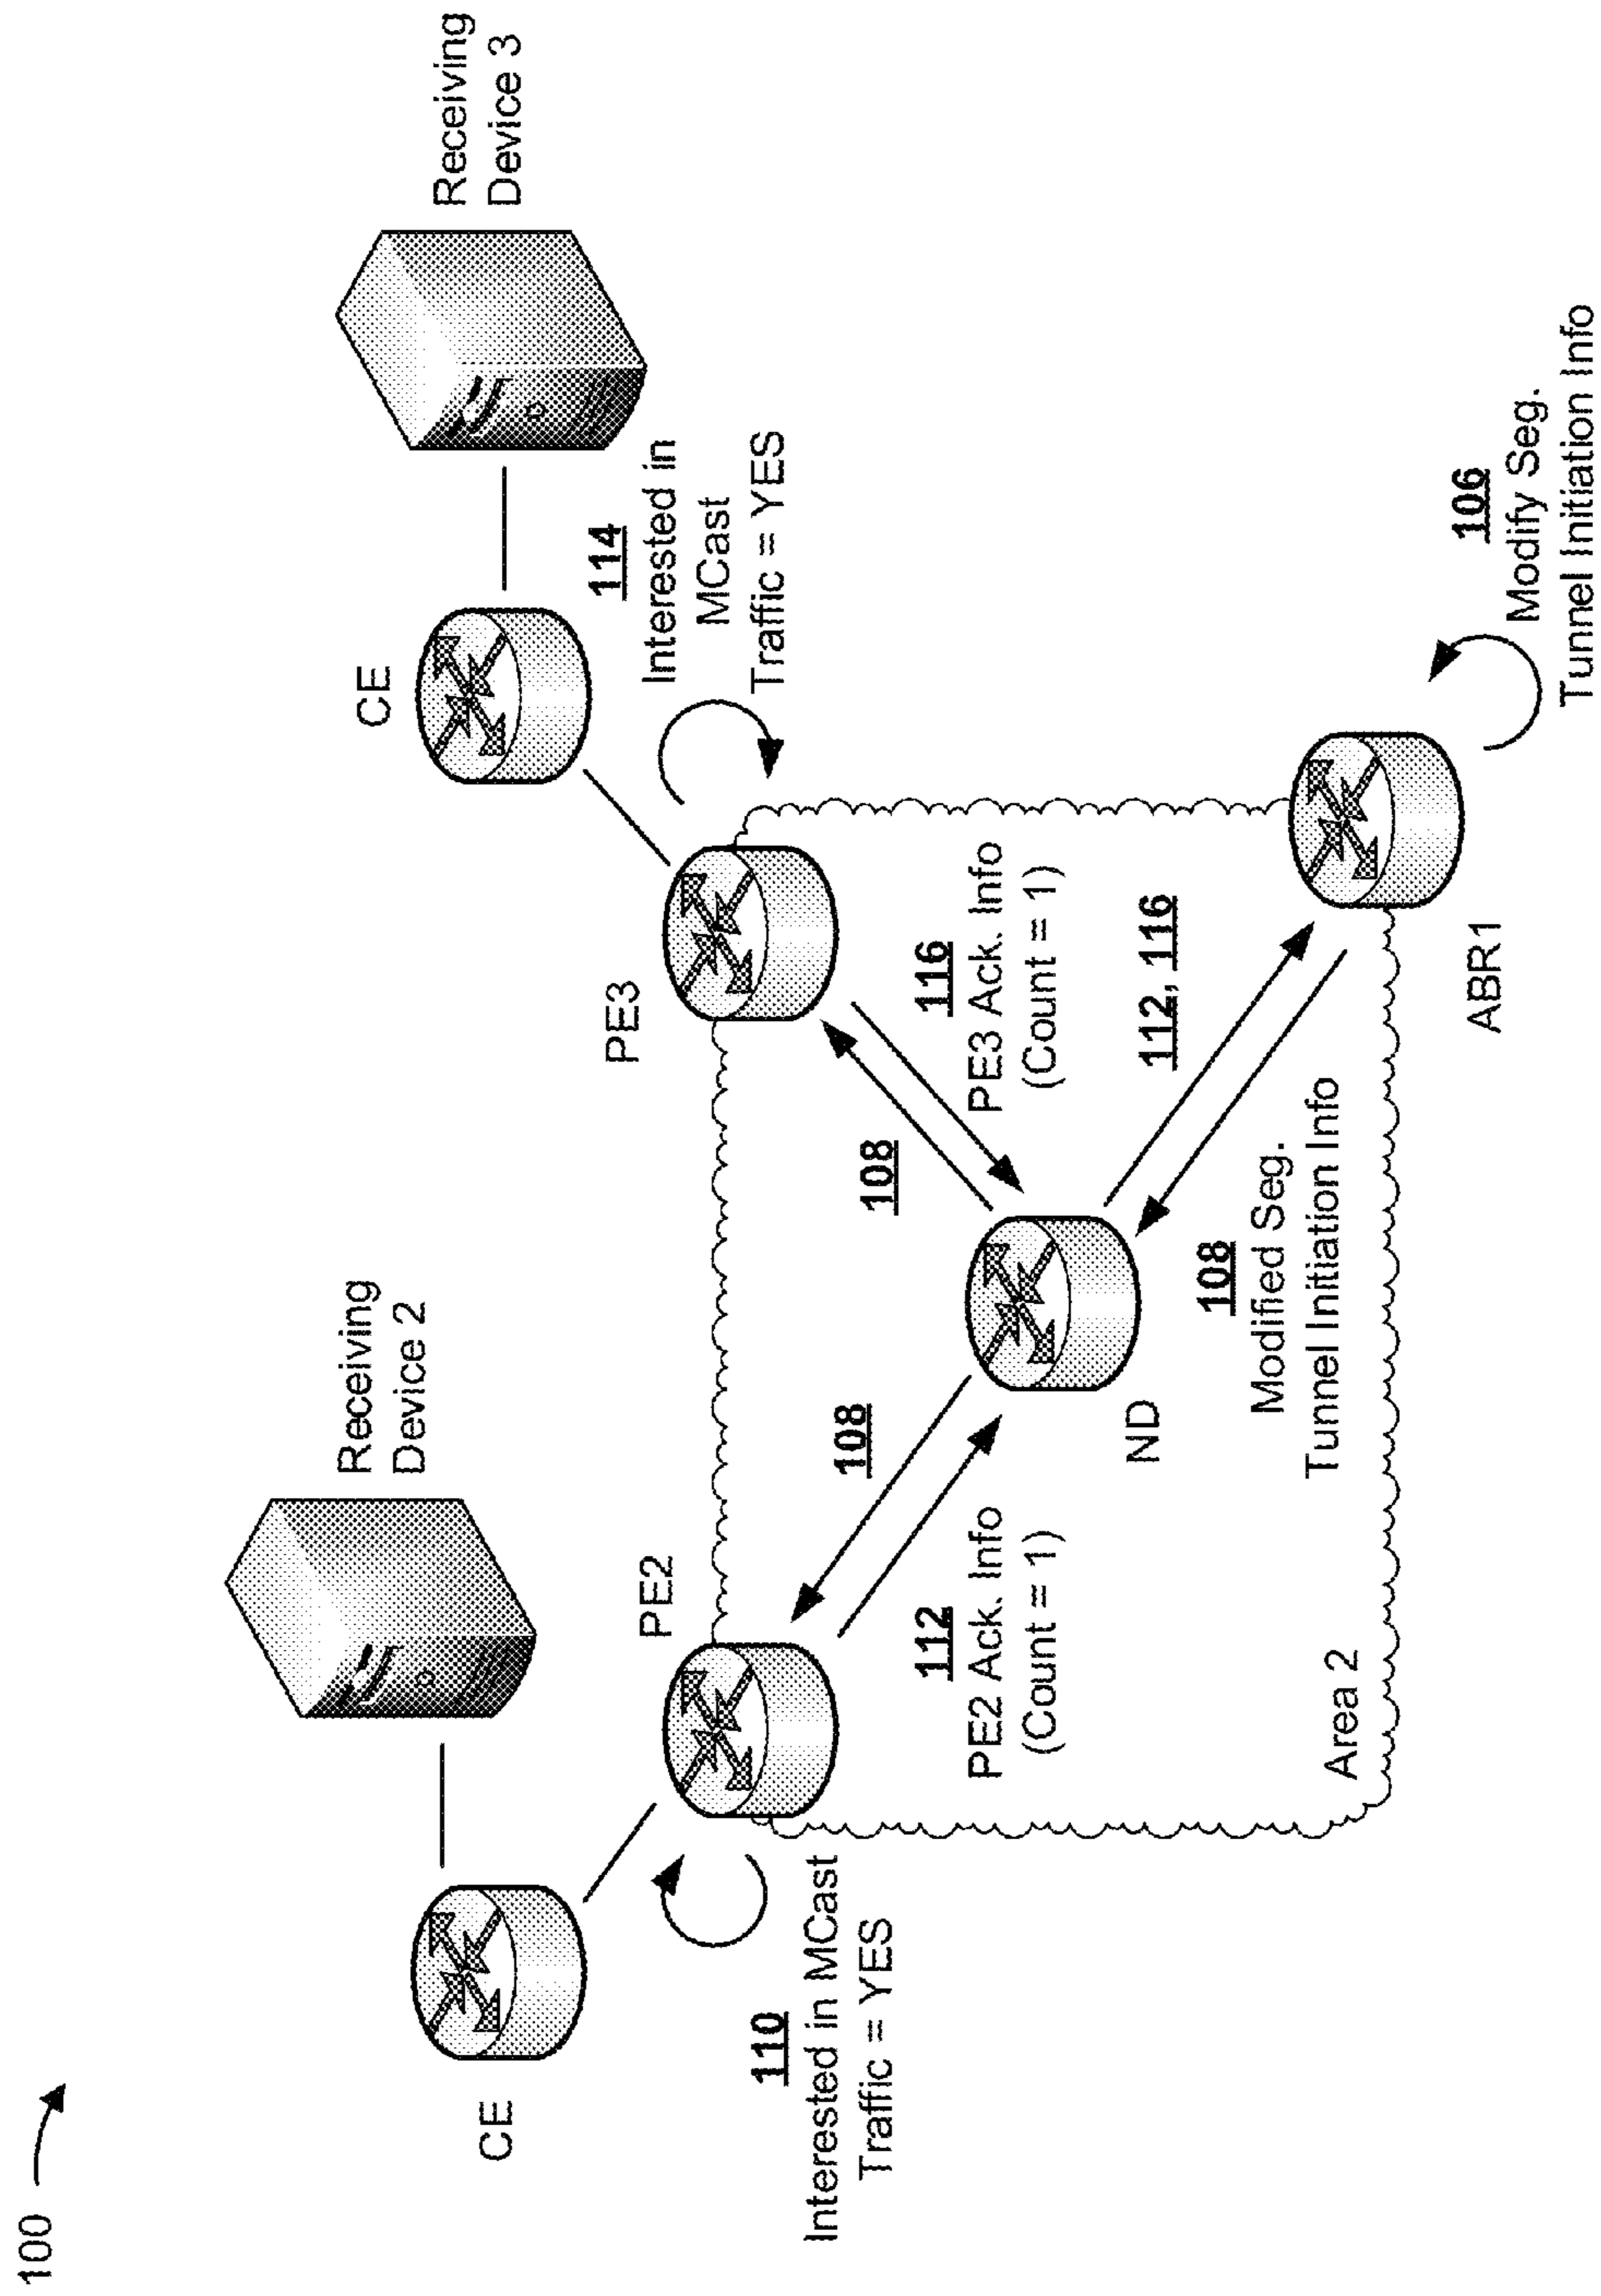 100
Receiving
Device 2
Receiving
Device 3
CE
CE
PE2
PE3
110
Interested in MCast
Traffic = YES
114
Interested in
MCast
Traffic = YES
108
108
112
PE2 Ack. Info
(Count = 1)
116
PE3 Ack. Info
(Count = 1)
ND
112, 116
108
Modified Seg.
Tunnel Initiation Info
Area 2
ABR1
106
Modify Seg.
Tunnel Initiation Info